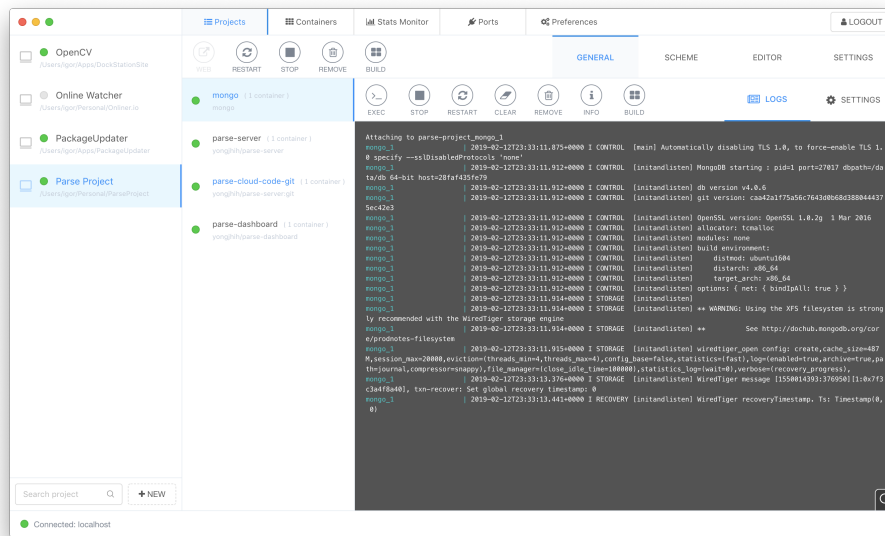 Projects
Containers
Stats Monitor
Ports
Preferences
LOGOUT
OpenCV
/Users/igor/Apps/DockStationSite
Online Watcher
/Users/igor/Personal/Onliner.io
PackageUpdater
/Users/igor/Apps/PackageUpdater
Parse Project
/Users/igor/Personal/ParseProject
WEB
RESTART
STOP
REMOVE
BUILD
GENERAL
SCHEME
EDITOR
SETTINGS
mongo ( 1 container )
mongo
parse-server ( 1 container )
yongjhih/parse-server
parse-cloud-code-git ( 1 container )
yongjhih/parse-server:git
parse-dashboard ( 1 container )
yongjhih/parse-dashboard
EXEC
STOP
RESTART
CLEAR
REMOVE
INFO
BUILD
LOGS
SETTINGS
Attaching to parse-project_mongo_1
mongo_1 | 2019-02-12T23:33:11.875+0000 I CONTROL [main] Automatically disabling TLS 1.0, to force-enable TLS 1.
0 specify --sslDisabledProtocols 'none'
mongo_1 | 2019-02-12T23:33:11.912+0000 I CONTROL [initandlisten] MongoDB starting : pid=1 port=27017 dbpath=/da
ta/db 64-bit host=28faf435fe79
mongo_1 | 2019-02-12T23:33:11.912+0000 I CONTROL [initandlisten] db version v4.0.6
mongo_1 | 2019-02-12T23:33:11.912+0000 I CONTROL [initandlisten] git version: caa42a1f75a56c7643d0b68d388044437
5ec42e3
mongo_1 | 2019-02-12T23:33:11.912+0000 I CONTROL [initandlisten] OpenSSL version: OpenSSL 1.0.2g 1 Mar 2016
mongo_1 | 2019-02-12T23:33:11.912+0000 I CONTROL [initandlisten] allocator: tcmalloc
mongo_1 | 2019-02-12T23:33:11.912+0000 I CONTROL [initandlisten] modules: none
mongo_1 | 2019-02-12T23:33:11.912+0000 I CONTROL [initandlisten] build environment:
mongo_1 | 2019-02-12T23:33:11.912+0000 I CONTROL [initandlisten] distmod: ubuntu1604
mongo_1 | 2019-02-12T23:33:11.912+0000 I CONTROL [initandlisten] distarch: x86_64
mongo_1 | 2019-02-12T23:33:11.912+0000 I CONTROL [initandlisten] target_arch: x86_64
mongo_1 | 2019-02-12T23:33:11.912+0000 I CONTROL [initandlisten] options: { net: { bindIpAll: true } }
mongo_1 | 2019-02-12T23:33:11.914+0000 I STORAGE [initandlisten]
mongo_1 | 2019-02-12T23:33:11.914+0000 I STORAGE [initandlisten] ** WARNING: Using the XFS filesystem is strong
ly recommended with the WiredTiger storage engine
mongo_1 | 2019-02-12T23:33:11.914+0000 I STORAGE [initandlisten] ** See http://dochub.mongodb.org/cor
e/prodnotes-filesystem
mongo_1 | 2019-02-12T23:33:11.915+0000 I STORAGE [initandlisten] wiredtiger_open config: create,cache_size=487
M,session_max=20000,eviction=(threads_min=4,threads_max=4),config_base=false,statistics=(fast),log=(enabled=true,archive=true,pa
th=journal,compressor=snappy),file_manager=(close_idle_time=100000),statistics_log=(wait=0),verbose=(recovery_progress),
mongo_1 | 2019-02-12T23:33:13.376+0000 I STORAGE [initandlisten] WiredTiger message [1550014393:376950][1:0x7f3
c3a4f8a40], txn-recover: Set global recovery timestamp: 0
mongo_1 | 2019-02-12T23:33:13.441+0000 I RECOVERY [initandlisten] WiredTiger recoveryTimestamp. Ts: Timestamp(0,
0)
Search project
+ NEW
Connected: localhost